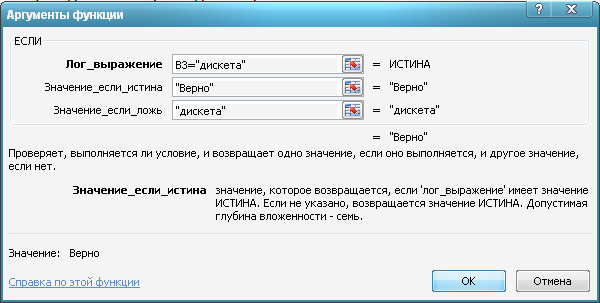 Аргументы функции
ЕСЛИ
Лог_выражение B3="дискета" = ИСТИНА
Значение_если_истина "Верно" = "Верно"
Значение_если_ложь "дискета" = "дискета"
= "Верно"
Проверяет, выполняется ли условие, и возвращает одно значение, если оно выполняется, и другое значение,
если нет.
Значение_если_истина значение, которое возвращается, если 'лог_выражение' имеет значение
ИСТИНА. Если не указано, возвращается значение ИСТИНА. Допустимая
глубина вложенности - семь.
Значение: Верно
Справка по этой функции OK Отмена